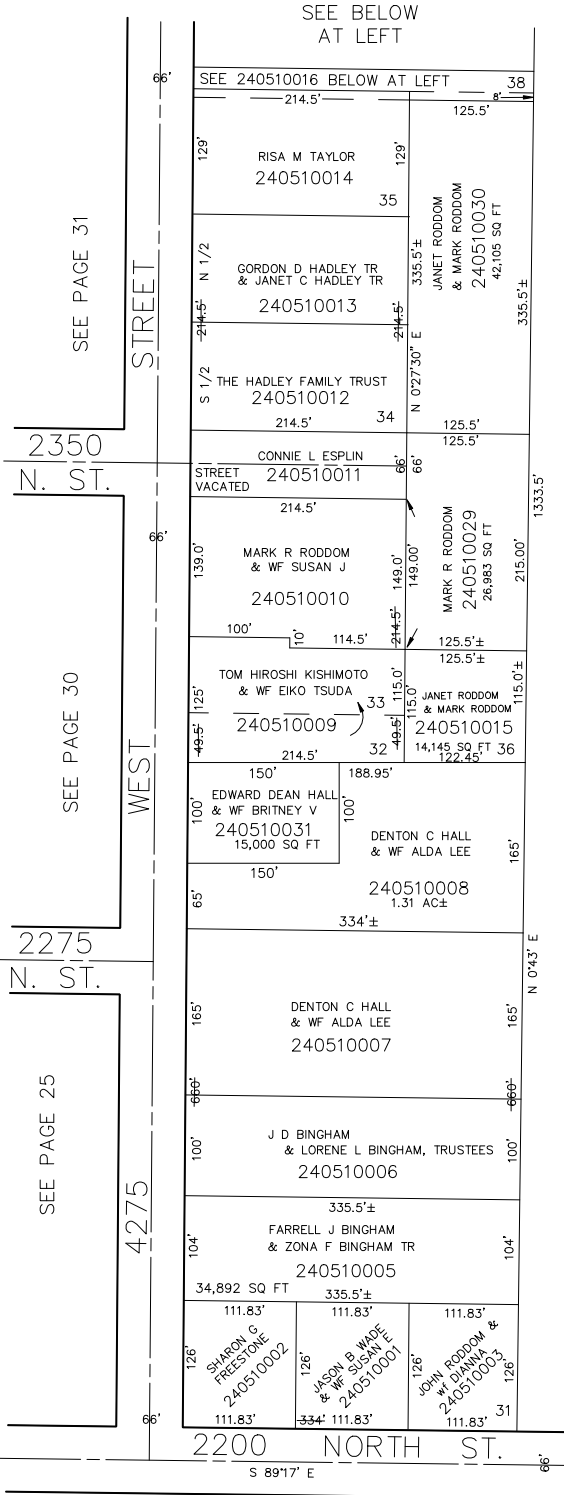 SEE BELOW
AT LEFT
66'
SEE 240510016 BELOW AT LEFT
38
214.5'
8'
125.5'
129'
RISA M TAYLOR
240510014
129'
35
JANET RODDOM
& MARK RODDOM
240510030
42,105 SQ FT
335.5'±
335.5'±
SEE PAGE 31
STREET
N 1/2
214.5'
GORDON D HADLEY TR
& JANET C HADLEY TR
240510013
214.5'
N 0°27'30" E
S 1/2
THE HADLEY FAMILY TRUST
240510012
214.5'
34
125.5'
125.5'
2350
N. ST.
CONNIE L ESPLIN
240510011
STREET
VACATED
66'
66'
214.5'
1333.5'
66'
139.0'
MARK R RODDOM
& WF SUSAN J
240510010
149.0'
149.00'
214.5'
MARK R RODDOM
240510029
26,983 SQ FT
215.00'
100'
10'
114.5'
125.5'±
125.5'±
TOM HIROSHI KISHIMOTO
& WF EIKO TSUDA
33
240510009
125'
49.5'
115.0'
49.5'
115.0'
JANET RODDOM
& MARK RODDOM
240510015
14,145 SQ FT
36
115.0'±
214.5'
32
122.45'
SEE PAGE 30
WEST
150'
188.95'
EDWARD DEAN HALL
& WF BRITNEY V
240510031
15,000 SQ FT
100'
100'
150'
65'
DENTON C HALL
& WF ALDA LEE
240510008
1.31 AC±
165'
334'±
2275
N. ST.
N 0°43' E
165'
DENTON C HALL
& WF ALDA LEE
240510007
165'
660'
660'
SEE PAGE 25
4275
100'
J D BINGHAM
& LORENE L BINGHAM, TRUSTEES
240510006
100'
335.5'±
104'
FARRELL J BINGHAM
& ZONA F BINGHAM TR
240510005
104'
34,892 SQ FT
335.5'±
111.83'
111.83'
111.83'
126'
SHARON G
FREESTONE
240510002
126'
JASON B WADE
& WF SUSAN E
240510001
126'
JOHN RODDOM &
wf DIANNA
240510003
126'
31
66'
111.83'
334'
111.83'
111.83'
2200 NORTH ST.
S 89°17' E
66'